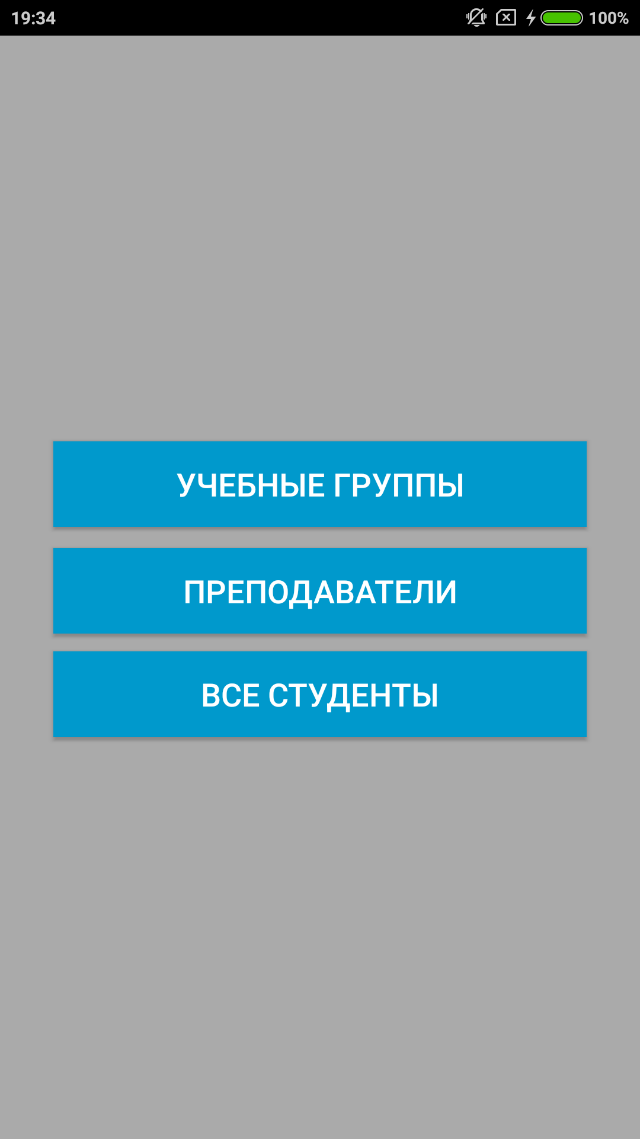 19:34
100%
УЧЕБНЫЕ ГРУППЫ
ПРЕПОДАВАТЕЛИ
ВСЕ СТУДЕНТЫ